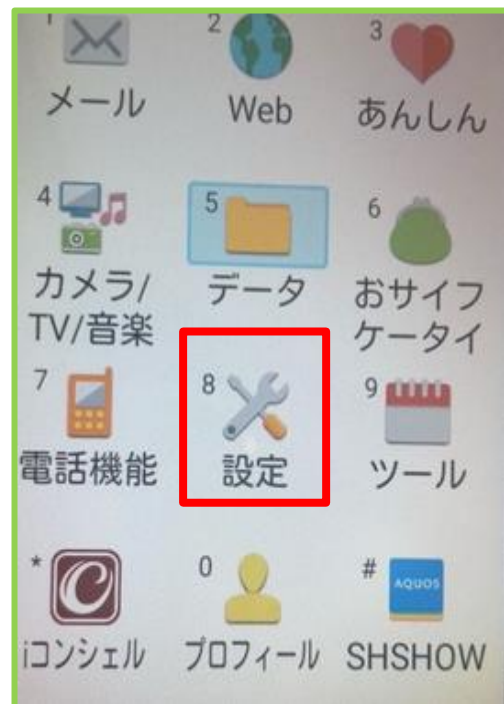 1 2 3
メール Web あんしん
4 5 6
カメラ/ データ おサイフ
TV/音楽 ケータイ
7 8 9
電話機能 設定 ツール
* 0 #
AQUOS
iコンシェル プロフィール SHSHOW